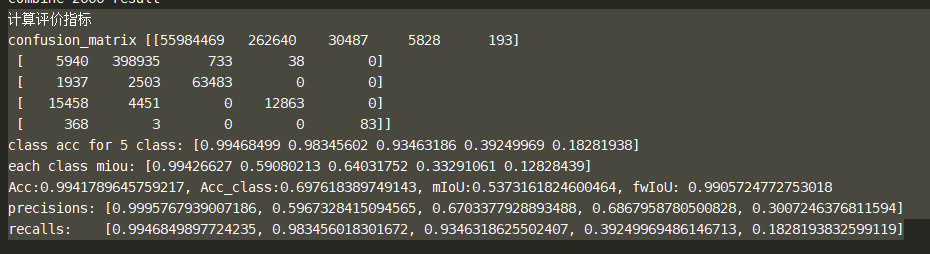 combine 2000 result
计算评价指标
confusion_matrix [[55984469   262640    30487     5828      193]
 [    5940   398935      733       38        0]
 [    1937     2503    63483        0        0]
 [   15458     4451        0    12863        0]
 [     368        3        0        0       83]]
class acc for 5 class: [0.99468499 0.98345602 0.93463186 0.39249969 0.18281938]
each class miou: [0.99426627 0.59080213 0.64031752 0.33291061 0.12828439]
Acc:0.9941789645759217, Acc_class:0.697618389749143, mIoU:0.5373161824600464, fwIoU: 0.9905724772753018
precisions: [0.9995767939007186, 0.5967328415094565, 0.6703377928893488, 0.6867958780500828, 0.3007246376811594]
recalls:    [0.9946849897724235, 0.983456018301672, 0.9346318625502407, 0.39249969486146713, 0.1828193832599119]